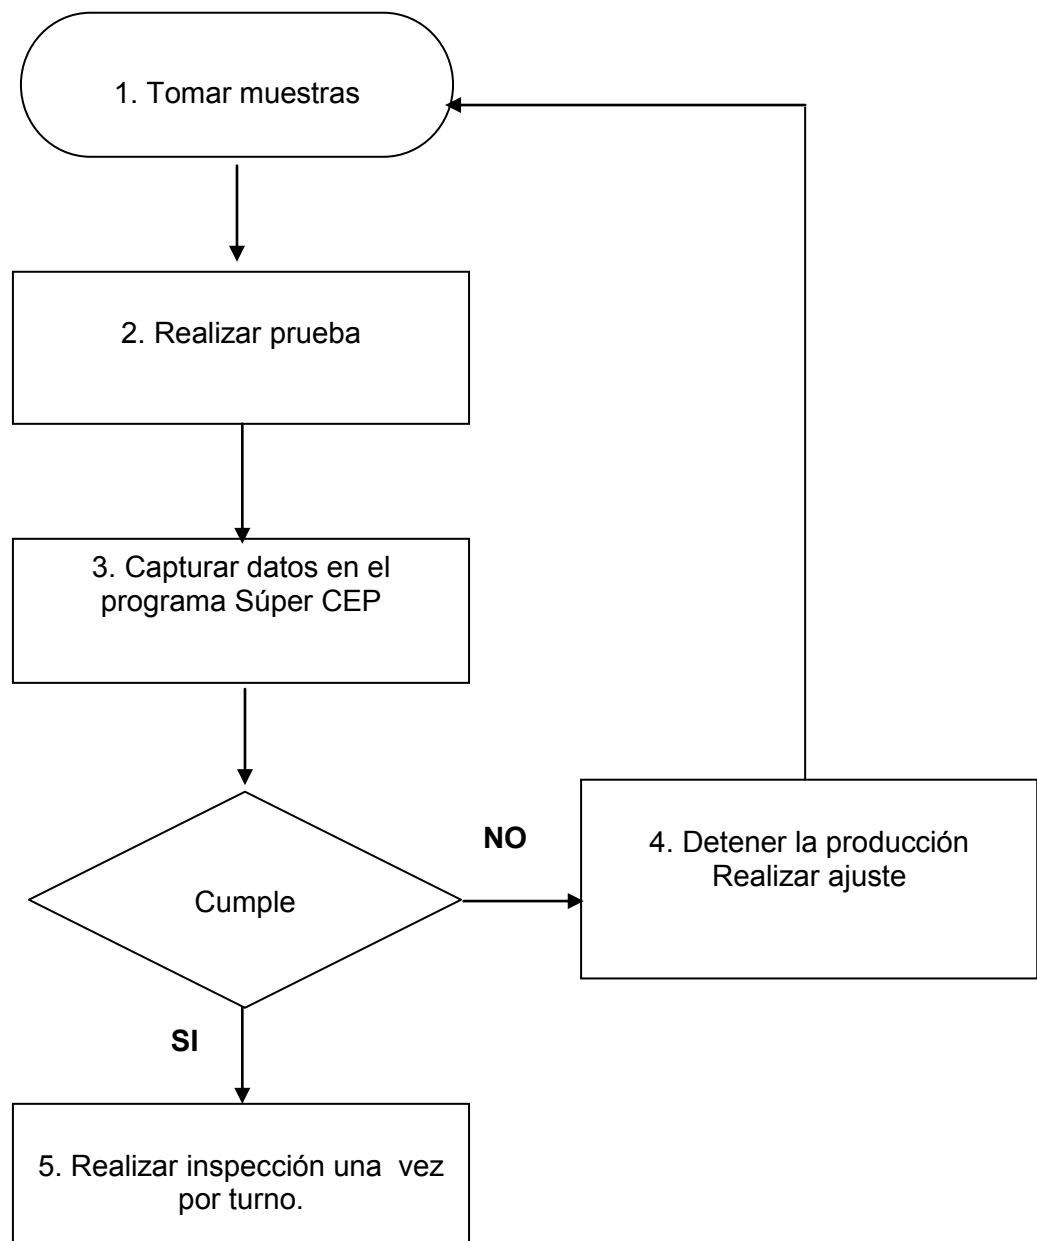 1. Tomar muestras
2. Realizar prueba
3. Capturar datos en el
programa Súper CEP
Cumple
NO
4. Detener la producción
Realizar ajuste
SI
5. Realizar inspección una  vez
por turno.